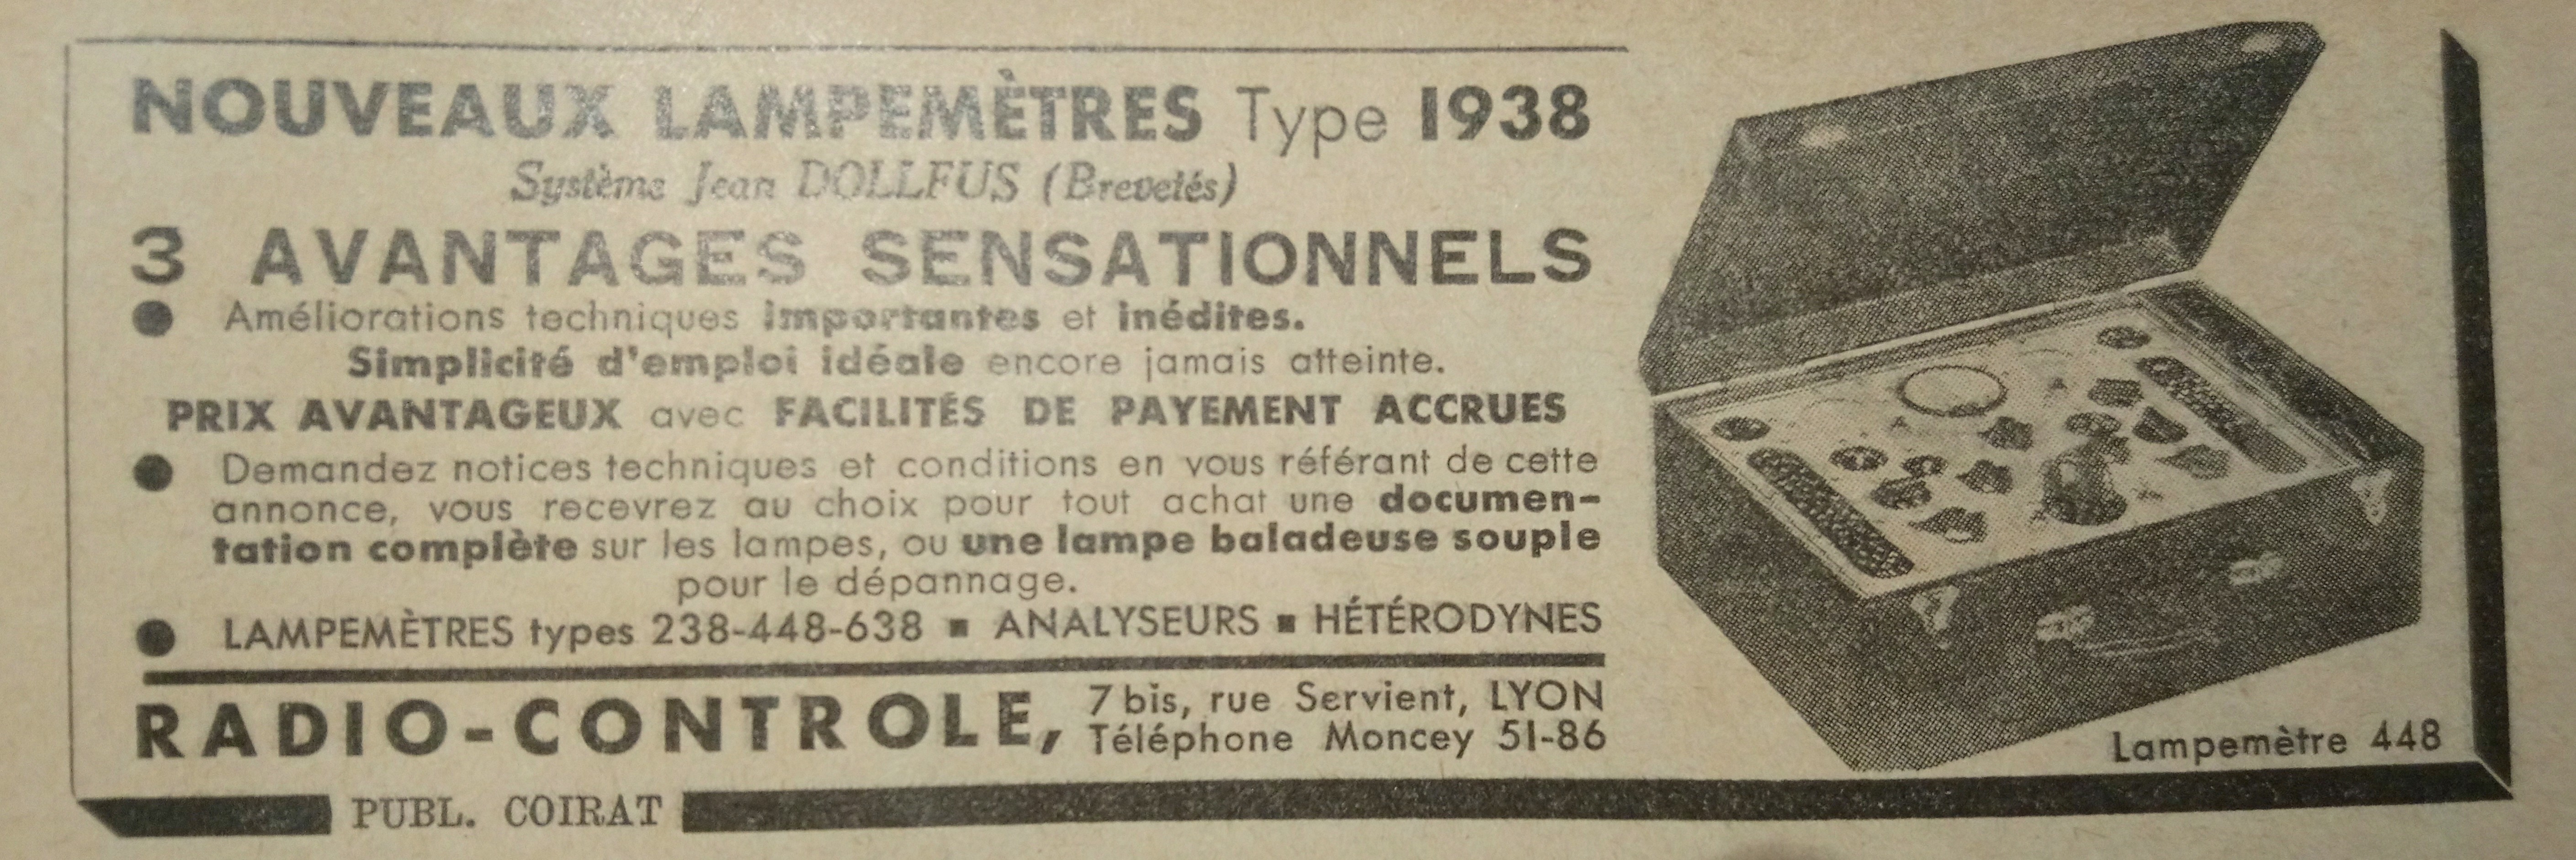 NOUVEAUX LAMPEMÈTRES Type 1938
Système Jean DOLLFUS (Brevetés)
3 AVANTAGES SENSATIONNELS
● Améliorations techniques importantes et inédites.
Simplicité d'emploi idéale encore jamais atteinte.
PRIX AVANTAGEUX avec FACILITÉS DE PAYEMENT ACCRUES
● Demandez notices techniques et conditions en vous référant de cette
annonce, vous recevrez au choix pour tout achat une documen-
tation complète sur les lampes, ou une lampe baladeuse souple
pour le dépannage.
● LAMPEMÈTRES types 238-448-638 ■ ANALYSEURS ■ HÉTÉRODYNES
RADIO-CONTROLE, 7 bis, rue Servient, LYON
Téléphone Moncey 51-86
Lampemètre 448
PUBL. COIRAT